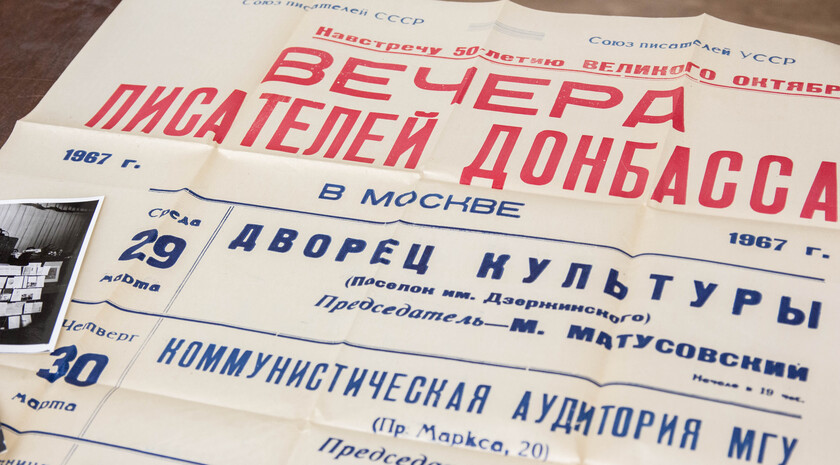 Союз писателей СССР
Союз писателей УССР
Навстречу 50-летию ВЕЛИКОГО ОКТЯБР
ВЕЧЕРА
ПИСАТЕЛЕЙ ДОНБАССА
1967 г.
В МОСКВЕ
1967 г.
Среда
29
марта
ДВОРЕЦ КУЛЬТУРЫ
(Поселок им. Дзержинского)
Председатель — М. МАТУСОВСКИЙ
Начало в 19 час.
Четверг
30
марта
КОММУНИСТИЧЕСКАЯ АУДИТОРИЯ МГУ
(Пр. Маркса, 20)
Председатель